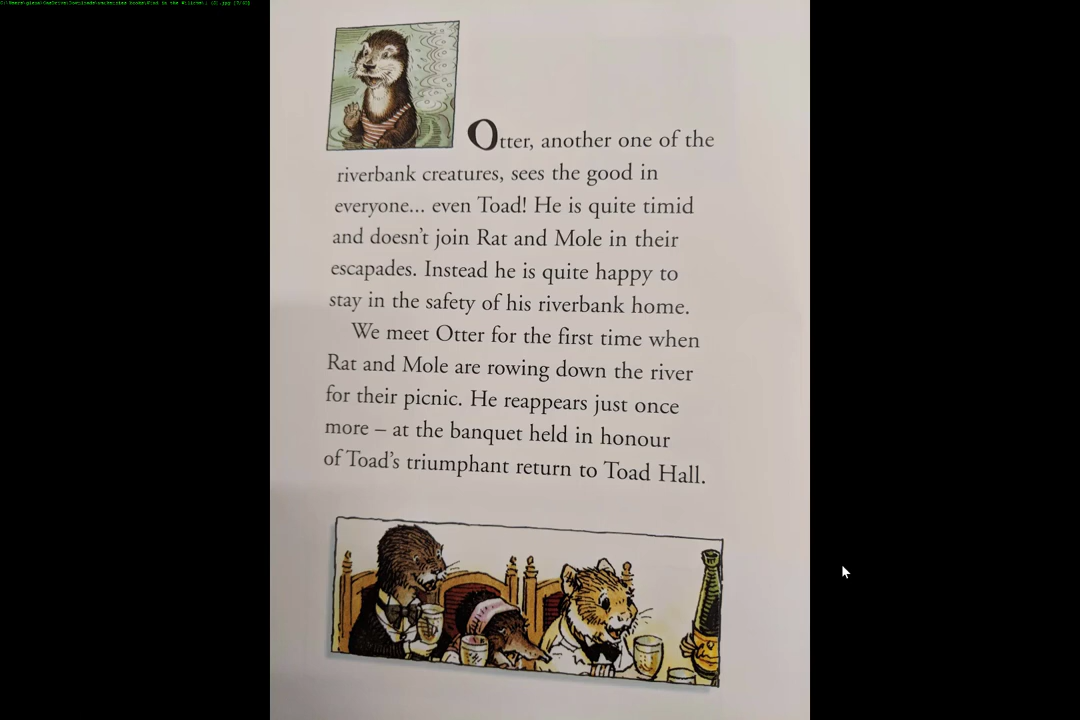 Otter, another one of the
riverbank creatures, sees the good in
everyone... even Toad! He is quite timid
and doesn't join Rat and Mole in their
escapades. Instead he is quite happy to
stay in the safety of his riverbank home.
We meet Otter for the first time when
Rat and Mole are rowing down the river
for their picnic. He reappears just once
more – at the banquet held in honour
of Toad's triumphant return to Toad Hall.